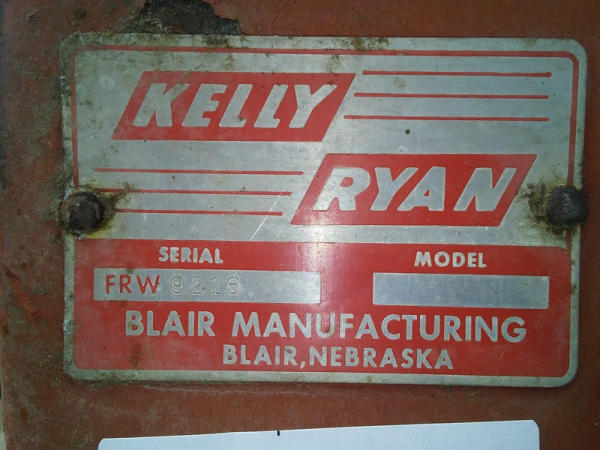 KELLY
RYAN
SERIAL MODEL
FRW 9216
BLAIR MANUFACTURING
BLAIR, NEBRASKA